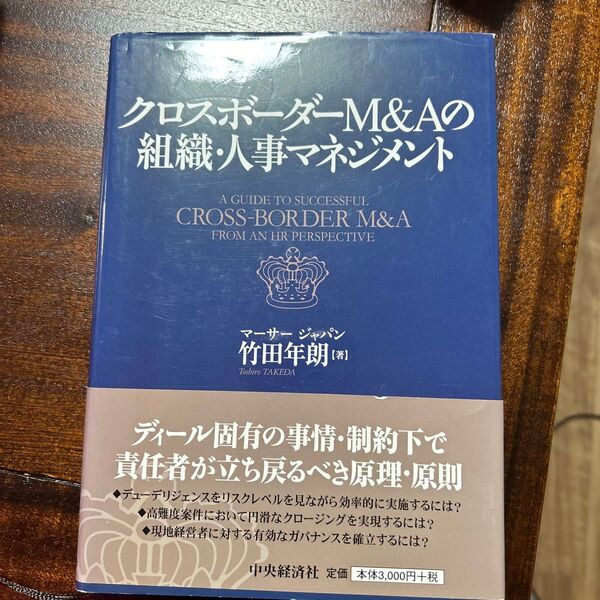 クロスボーダーM&Aの
組織・人事マネジメント
A GUIDE TO SUCCESSFUL
CROSS-BORDER M&A
FROM AN HR PERSPECTIVE
マーサー ジャパン
竹田年朗[著]
Toshiro TAKEDA
ディール固有の事情・制約下で
責任者が立ち戻るべき原理・原則
◆デューデリジェンスをリスクレベルを見ながら効率的に実施するには?
◆高難度案件において円滑なクロージングを実現するには?
◆現地経営者に対する有効なガバナンスを確立するには?
中央経済社 定価 本体3,000円+税